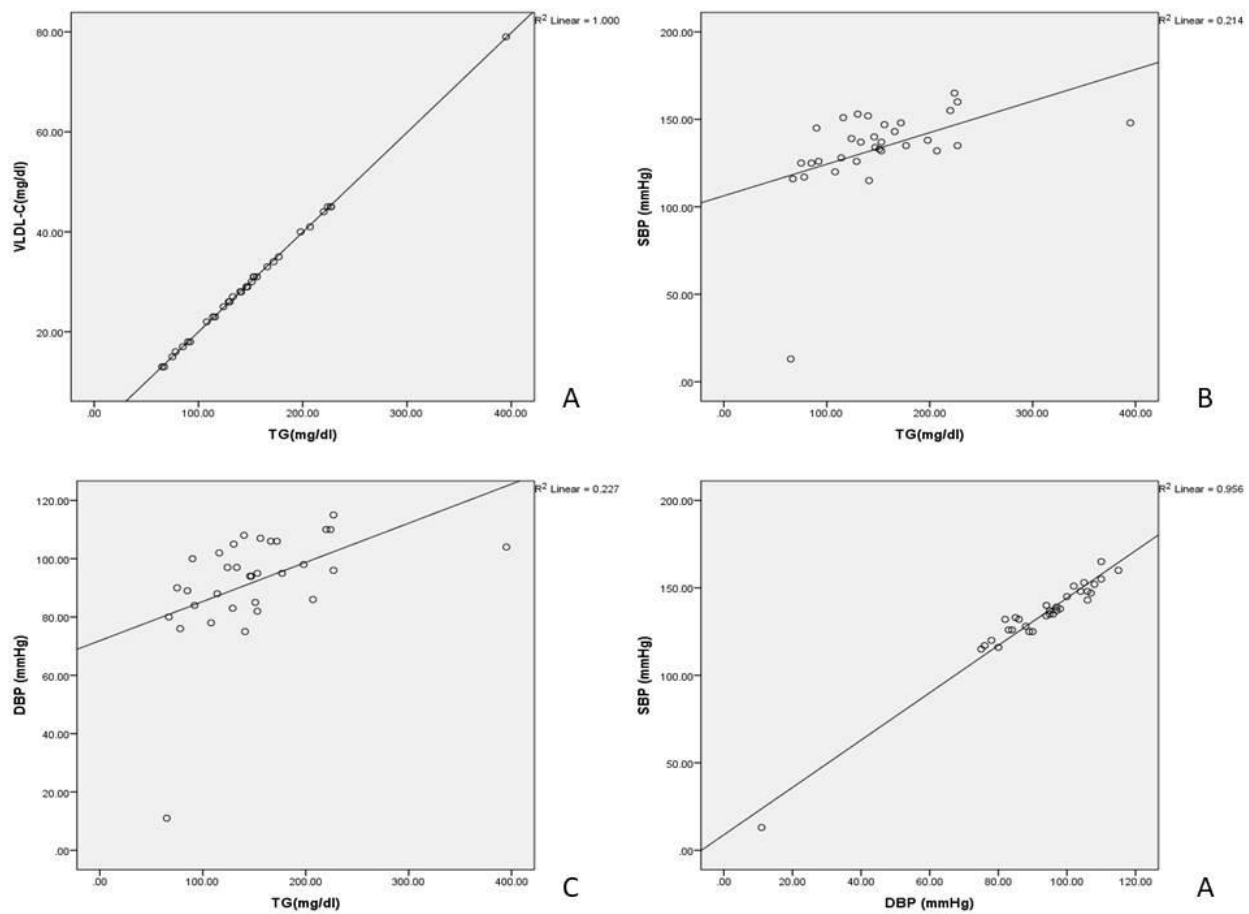 R2 Linear = 1.000
80.00
60.00
40.00
20.00
VLDL-C(mg/dl)
.00 100.00 200.00 300.00 400.00
TG(mg/dl)
A
R2 Linear = 0.214
200.00
150.00
100.00
50.00
.00
SBP (mmHg)
.00 100.00 200.00 300.00 400.00
TG(mg/dl)
B
R2 Linear = 0.227
120.00
100.00
80.00
60.00
40.00
20.00
.00
DBP (mmHg)
.00 100.00 200.00 300.00 400.00
TG(mg/dl)
C
R2 Linear = 0.956
200.00
150.00
100.00
50.00
.00
SBP (mmHg)
.00 20.00 40.00 60.00 80.00 100.00 120.00
DBP (mmHg)
A